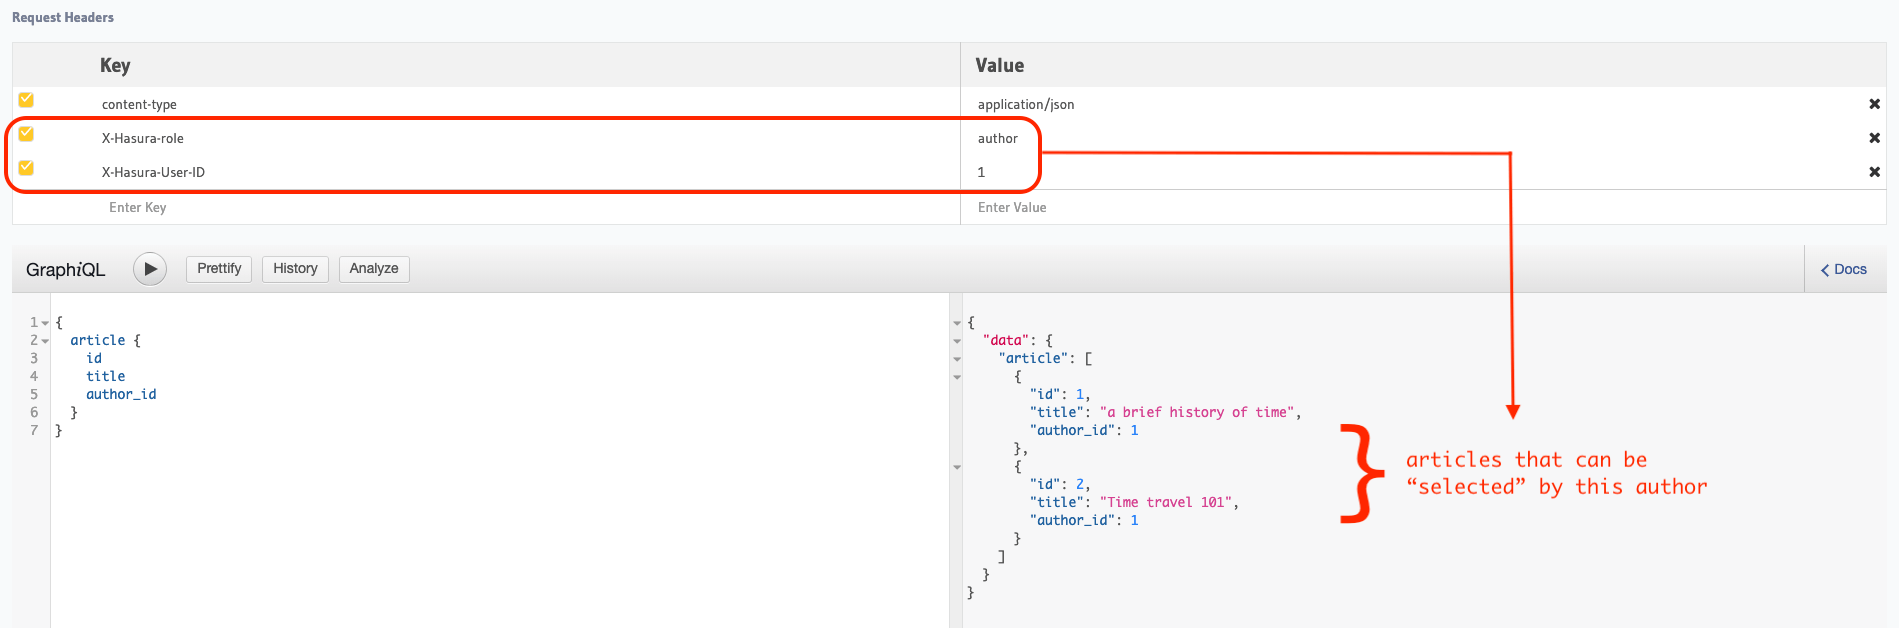 Request Headers
Key Value
content-type application/json ✖
X-Hasura-role author ✖
X-Hasura-User-ID 1 ✖
Enter Key Enter Value
GraphiQL Prettify History Analyze Docs
1 {
2 article {
3 id
4 title
5 author_id
6 }
7 }
{
"data": {
"article": [
{
"id": 1,
"title": "a brief history of time",
"author_id": 1
},
{
"id": 2,
"title": "Time travel 101",
"author_id": 1
}
]
}
}
articles that can be
“selected” by this author